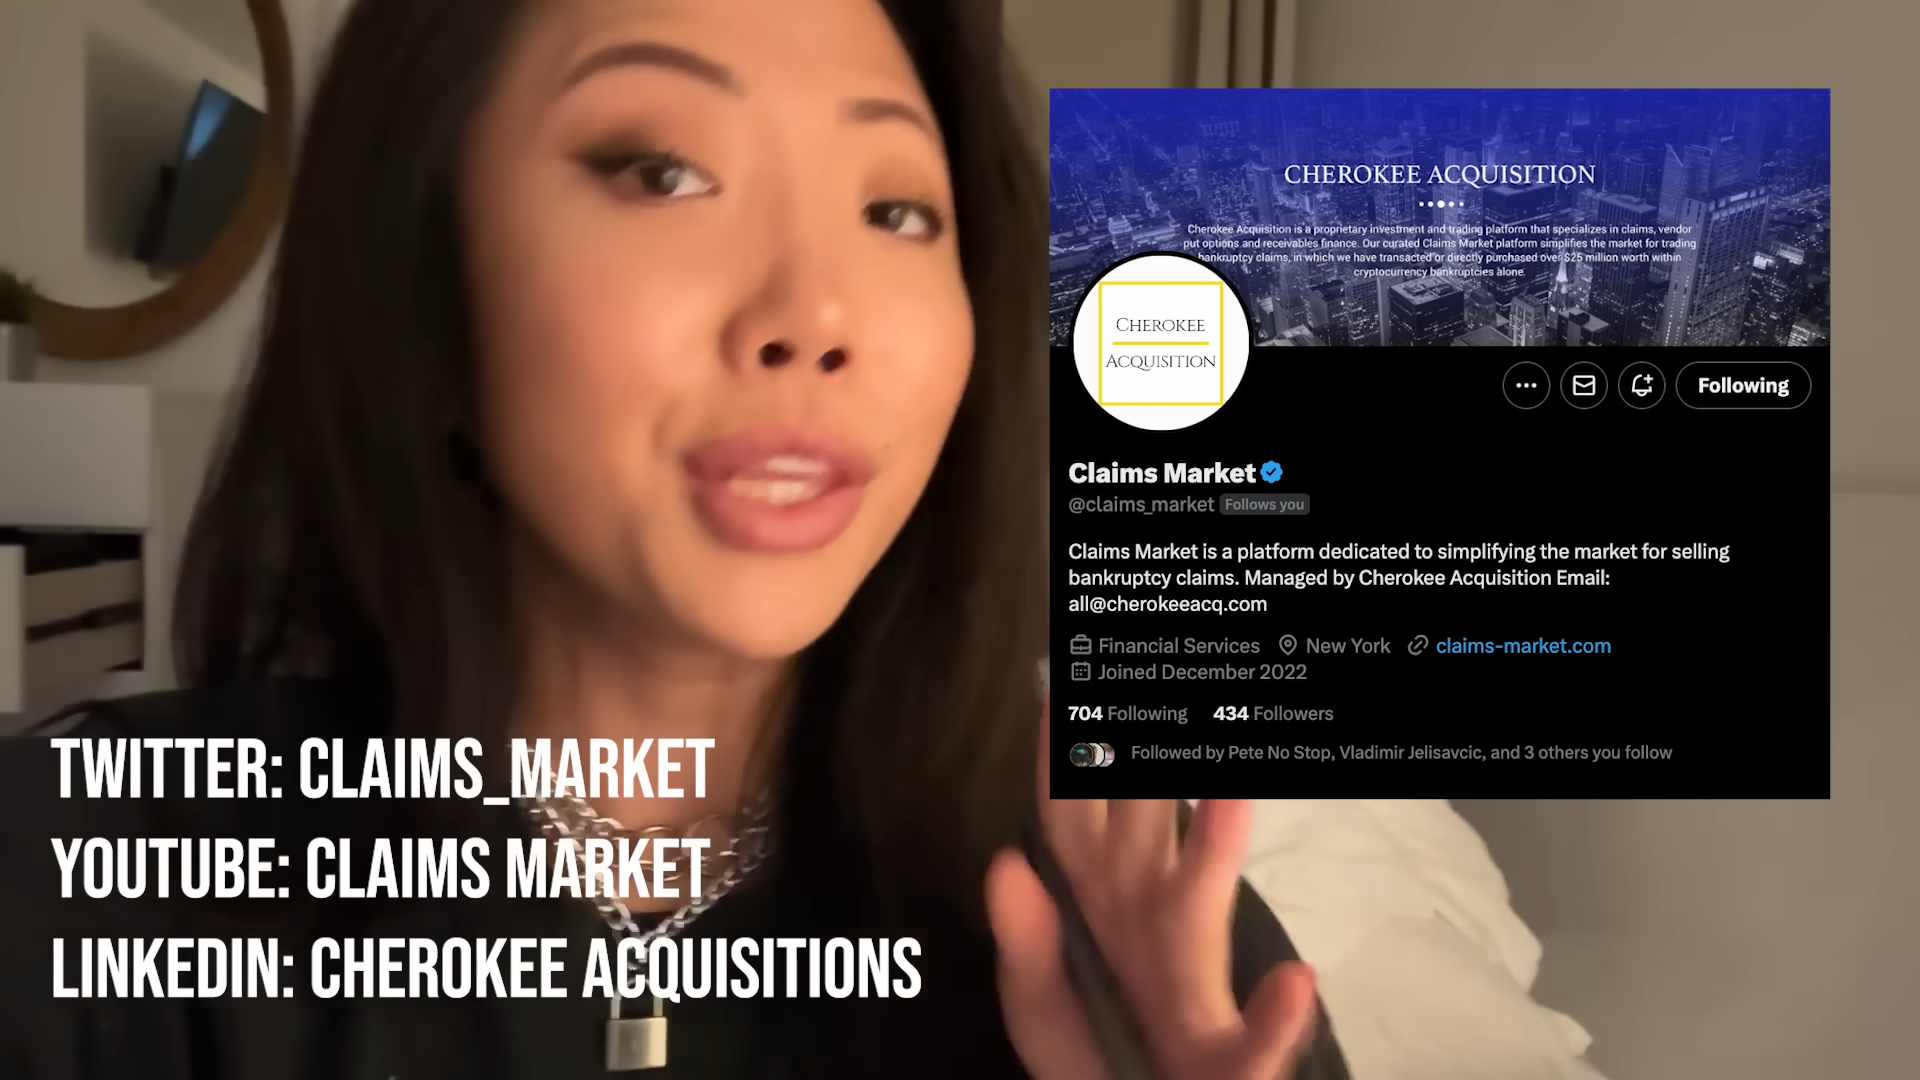 CHEROKEE ACQUISITION
Cherokee Acquisition is a proprietary investment and trading platform that specializes in claims, vendor
put options and receivables finance. Our curated Claims Market platform simplifies the market for trading
bankruptcy claims, in which we have transacted or directly purchased over $25 million worth within
cryptocurrency bankruptcies alone.
CHEROKEE
ACQUISITION
Following
Claims Market
@claims_market Follows you
Claims Market is a platform dedicated to simplifying the market for selling
bankruptcy claims. Managed by Cherokee Acquisition Email:
all@cherokeeacq.com
Financial Services New York claims-market.com
Joined December 2022
704 Following 434 Followers
Followed by Pete No Stop, Vladimir Jelisavcic, and 3 others you follow
TWITTER: CLAIMS_MARKET
YOUTUBE: CLAIMS MARKET
LINKEDIN: CHEROKEE ACQUISITIONS